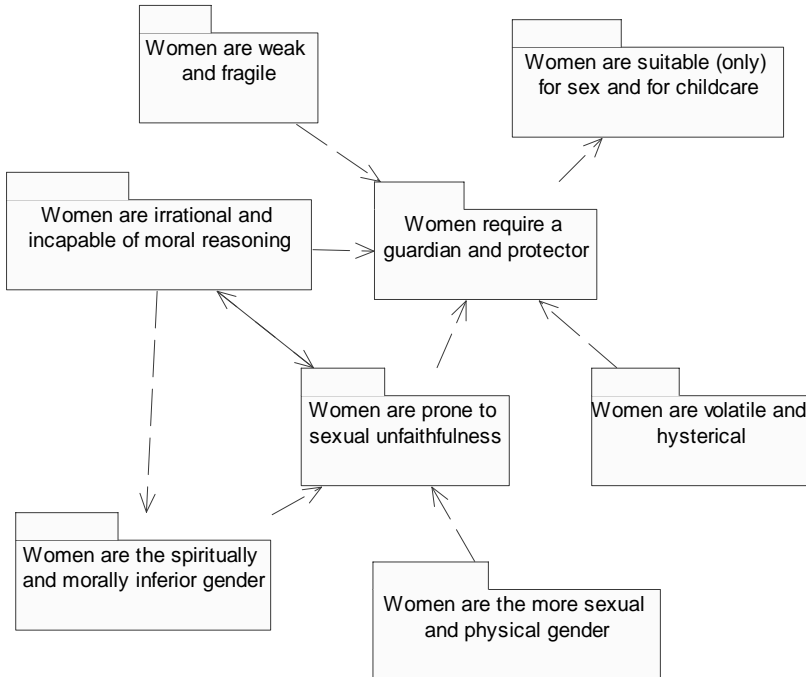 Women are weak
and fragile
Women are suitable (only)
for sex and for childcare
Women are irrational and
incapable of moral reasoning
Women require a
guardian and protector
Women are prone to
sexual unfaithfulness
Women are volatile and
hysterical
Women are the spiritually
and morally inferior gender
Women are the more sexual
and physical gender